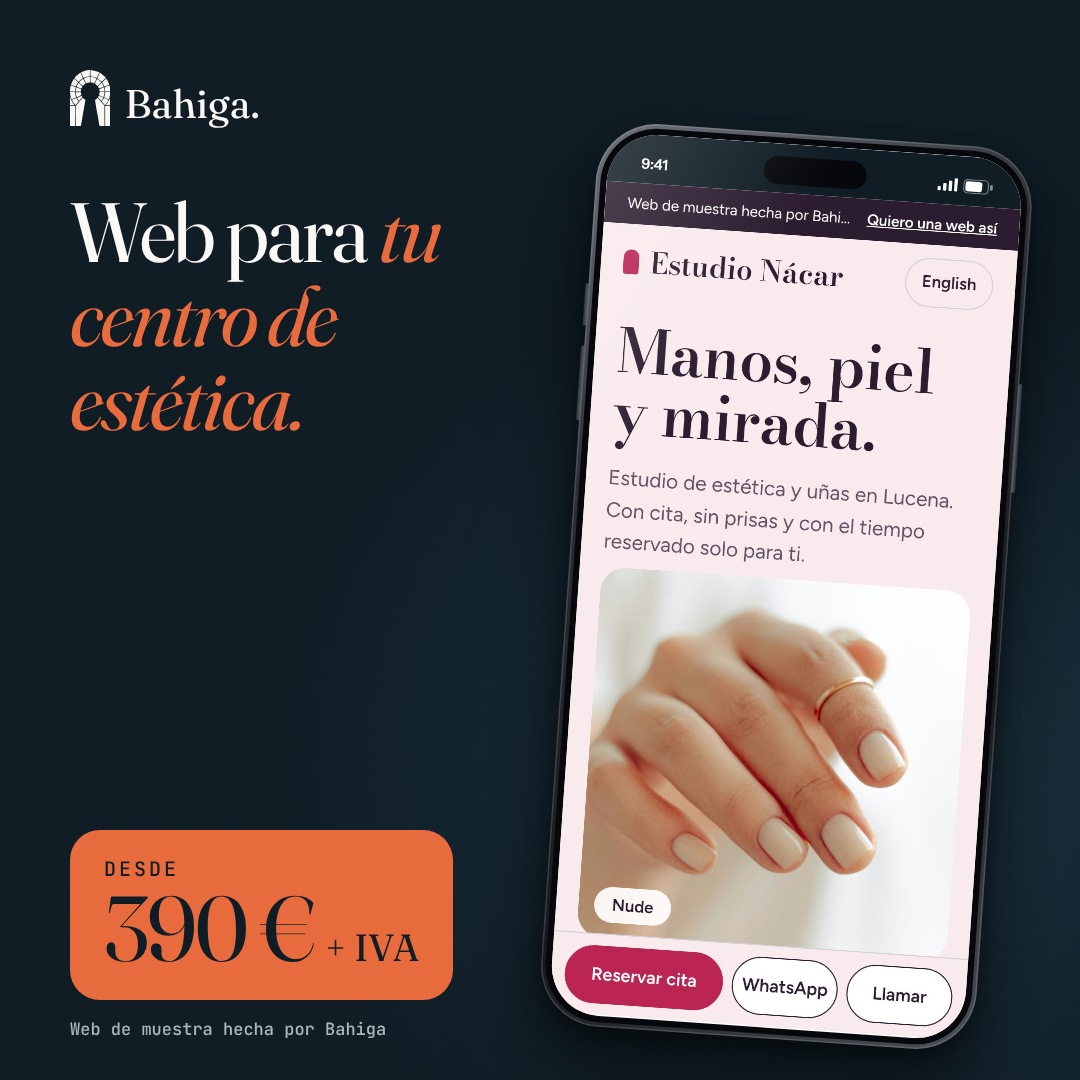 Bahiga.
Web para tu
centro de
estética.
DESDE
390 € + IVA
Web de muestra hecha por Bahiga
9:41
Web de muestra hecha por Bahi... Quiero una web así
Estudio Nácar
English
Manos, piel
y mirada.
Estudio de estética y uñas en Lucena.
Con cita, sin prisas y con el tiempo
reservado solo para ti.
Nude
Reservar cita
WhatsApp
Llamar